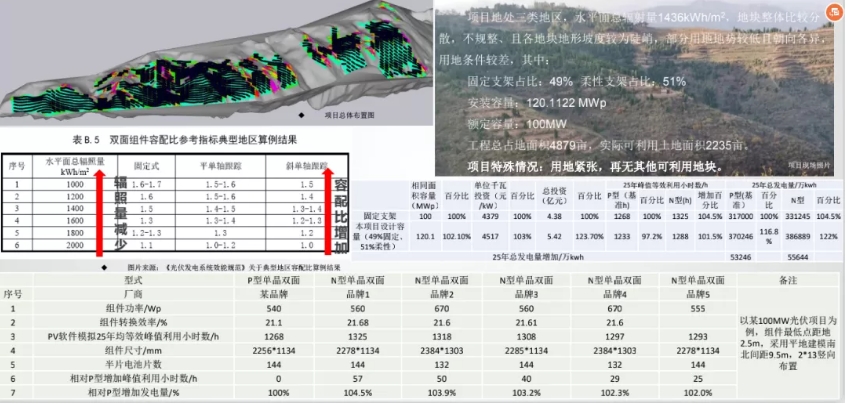 项目地处三类地区，水平面总辐射量1436kWh/m²，地块整体比较分
散，不规整、且各地块地形坡度较为陡峭，部分用地地势较低且朝向各异，
用地条件较差，其中：
固定支架占比：49% 柔性支架占比：51%
安装容量：120.1122 MWp
额定容量：100MW
工程总占地面积4879亩，实际可利用土地面积2235亩。
项目特殊情况：用地紧张，再无其他可利用地块。
项目现场图片
◆ 项目总体布置图
表 B.5 双面组件容配比参考指标典型地区算例结果
序号 水平面总辐照量 kWh/m² 固定式 平单轴跟踪 斜单轴跟踪
1 1000 1.6-1.7 1.5-1.6 1.5
2 1200 1.6 1.5-1.6 1.5
3 1400 1.5 1.4-1.5 1.3-1.4
4 1600 1.3 1.4 1.2-1.3
5 1800 1.2-1.3 1.3 1.2
6 2000 1.1 1.0-1.2 1.0
辐照量减少
容配比增加
◆ 图片来源：《光伏发电系统效能规范》关于典型地区容配比算例结果
相同面积容量(MWp) 百分比 单位千瓦投资（元/kW） 百分比 总投资（亿元） 百分比 25年峰值等效利用小时数/h 25年总发电量/万kwh
P型（基准h） 百分比 N型(h) 增加百分比 P型(基准) 百分比 N型 百分比
固定支架 100 100% 4379 100% 4.38 100% 1268 100% 1325 104.5% 317000 100% 331245 104.5%
本项目设计容量（49%固定、51%柔性） 120.1 102.10% 4517 103% 5.42 123.70% 1233 97.2% 1288 101.5% 370246 116.8% 386889 122%
25年总发电量增加/万kwh 53246 55644
序号 型式 P型单晶双面 N型单晶双面 N型单晶双面 N型单晶双面 N型单晶双面 N型单晶双面 备注
厂商 某品牌 品牌1 品牌2 品牌3 品牌4 品牌5
1 组件功率/Wp 540 560 670 560 670 555
2 组件转换效率/% 21.1 21.68 21.6 21.61 21.6
3 PV软件模拟25年均等效峰值利用小时数/h 1268 1325 1318 1308 1297 1293
4 组件尺寸/mm 2256*1134 2278*1134 2384*1303 2285*1134 2384*1303 2278*1134
5 半片电池片数 144 144 132 144 132 144
6 相对P型增加峰值利用小时数/h 0 57 50 40 29 25
7 相对P型增加发电量/% 100% 104.5% 103.9% 103.2% 102.3% 102.0%
以某100MW光伏项目为
例，组件最低点距地
2.5m，采用平地建模南
北间距9.5m，2*13竖向
布置